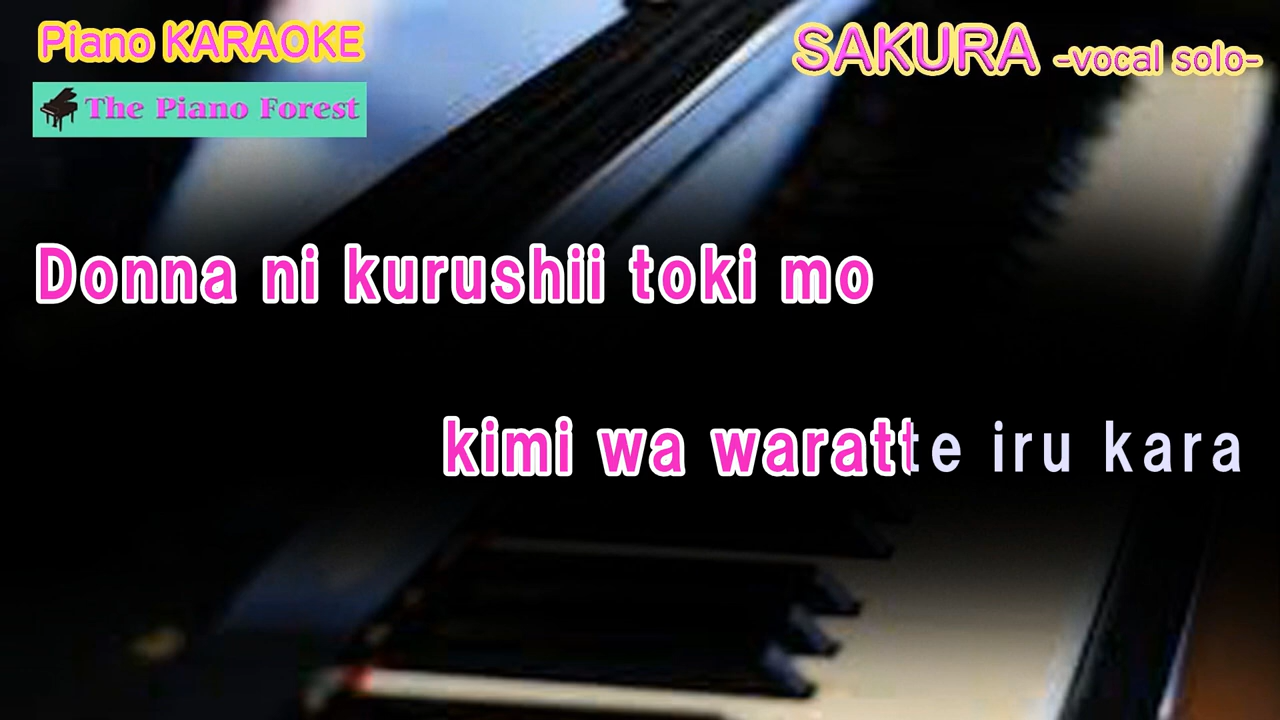 Piano KARAOKE
SAKURA -vocal solo-
The Piano Forest
Donna ni kurushii toki mo
kimi wa waratte iru kara